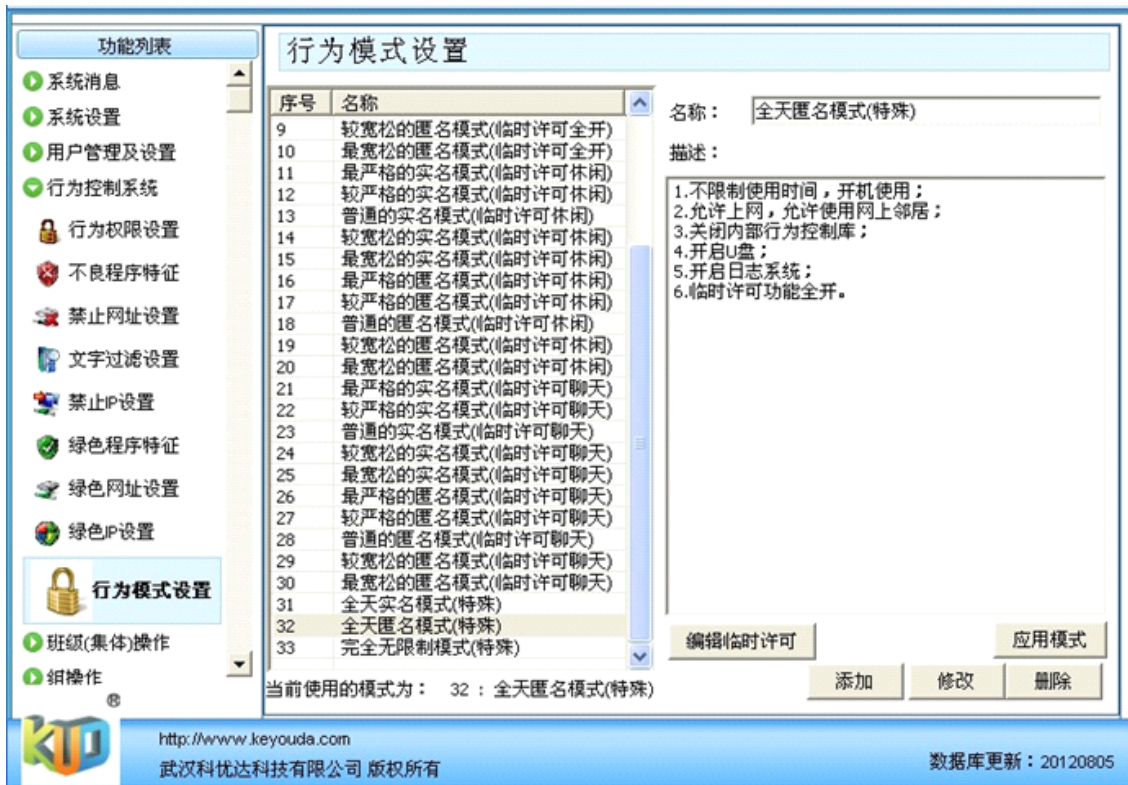 功能列表
系统消息
系统设置
用户管理及设置
行为控制系统
行为权限设置
不良程序特征
禁止网址设置
文字过滤设置
禁止IP设置
绿色程序特征
绿色网址设置
绿色IP设置
行为模式设置
班级(集体)操作
组操作
行为模式设置
序号 名称
9 较宽松的匿名模式(临时许可全开)
10 最宽松的匿名模式(临时许可全开)
11 最严格的实名模式(临时许可休闲)
12 较严格的实名模式(临时许可休闲)
13 普通的实名模式(临时许可休闲)
14 较宽松的实名模式(临时许可休闲)
15 最宽松的实名模式(临时许可休闲)
16 最严格的匿名模式(临时许可休闲)
17 较严格的匿名模式(临时许可休闲)
18 普通的匿名模式(临时许可休闲)
19 较宽松的匿名模式(临时许可休闲)
20 最宽松的匿名模式(临时许可休闲)
21 最严格的实名模式(临时许可聊天)
22 较严格的实名模式(临时许可聊天)
23 普通的实名模式(临时许可聊天)
24 较宽松的实名模式(临时许可聊天)
25 最宽松的实名模式(临时许可聊天)
26 最严格的匿名模式(临时许可聊天)
27 较严格的匿名模式(临时许可聊天)
28 普通的匿名模式(临时许可聊天)
29 较宽松的匿名模式(临时许可聊天)
30 最宽松的匿名模式(临时许可聊天)
31 全天实名模式(特殊)
32 全天匿名模式(特殊)
33 完全无限制模式(特殊)
当前使用的模式为： 32 : 全天匿名模式(特殊)
名称： 全天匿名模式(特殊)
描述：
1.不限制使用时间，开机使用；
2.允许上网，允许使用网上邻居；
3.关闭内部行为控制库；
4.开启U盘；
5.开启日志系统；
6.临时许可功能全开。
编辑临时许可 应用模式
添加 修改 删除
®
KYD
http://www.keyouda.com
武汉科优达科技有限公司 版权所有
数据库更新：20120805